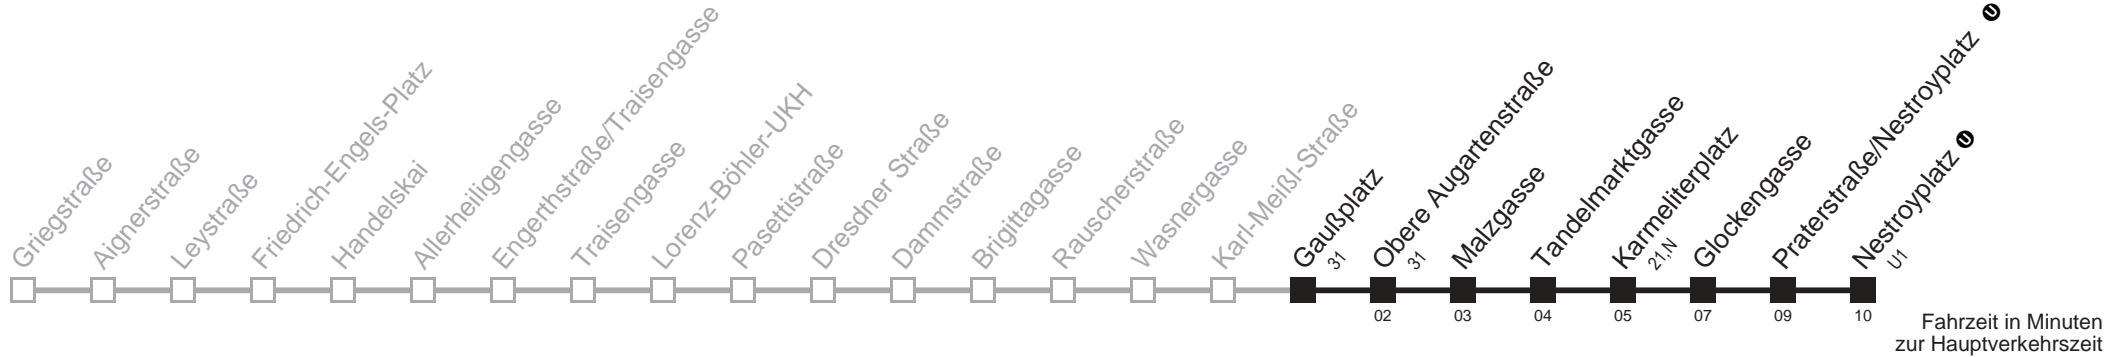 Griegstraße
Aignerstraße
Leystraße
Friedrich-Engels-Platz
Handelskai
Allerheiligengasse
Engerthstraße/Traisengasse
Traisengasse
Lorenz-Böhler-UKH
Pasettistraße
Dresdner Straße
Dammstraße
Brigittagasse
Rauscherstraße
Wasnergasse
Karl-Meißl-Straße
Gaußplatz
31
Obere Augartenstraße
31
Malzgasse
Tandelmarktgasse
Karmeliterplatz
21,N
Glockengasse
Praterstraße/Nestroyplatz U
Nestroyplatz U
U1
02 03 04 05 07 09 10
Fahrzeit in Minuten
zur Hauptverkehrszeit